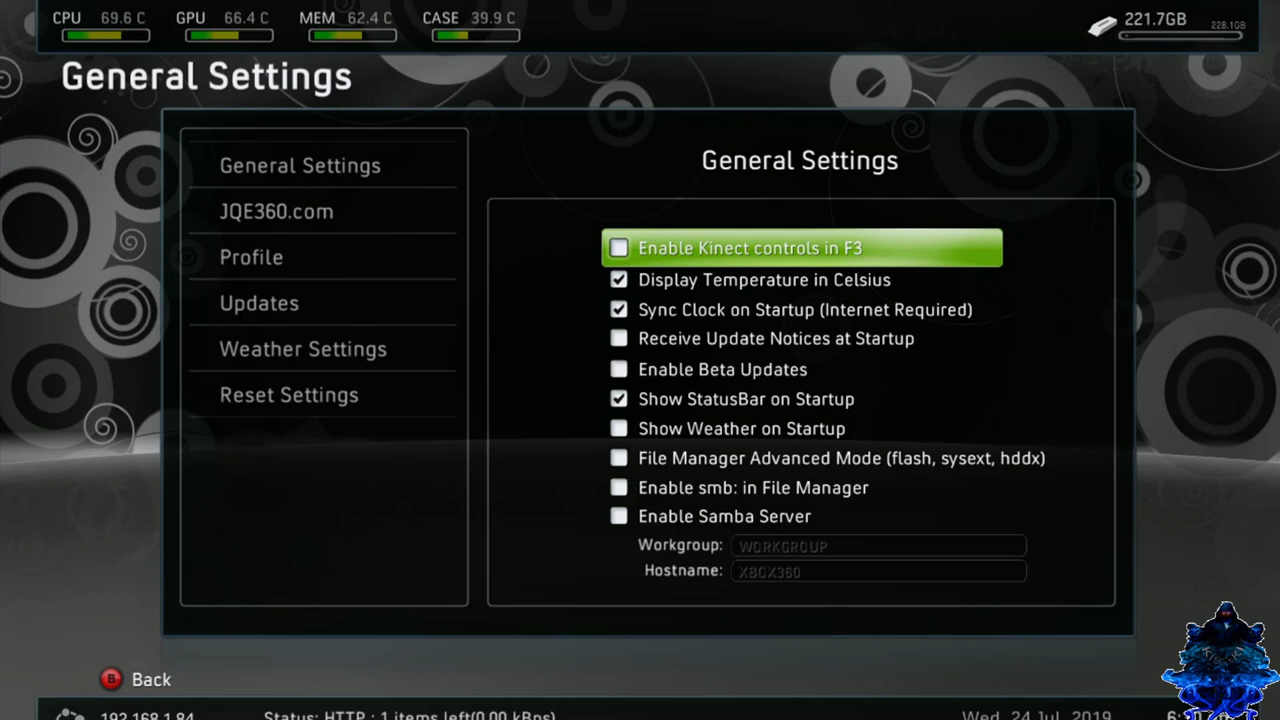 CPU 69.6 C GPU 66.4 C MEM 62.4 C CASE 39.9 C 221.7GB 228.1GB
General Settings
General Settings
JQE360.com
Profile
Updates
Weather Settings
Reset Settings
General Settings
Enable Kinect controls in F3
Display Temperature in Celsius
Sync Clock on Startup (Internet Required)
Receive Update Notices at Startup
Enable Beta Updates
Show StatusBar on Startup
Show Weather on Startup
File Manager Advanced Mode (flash, sysext, hddx)
Enable smb: in File Manager
Enable Samba Server
Workgroup: WORKGROUP
Hostname: XBOX360
B Back
192.168.1.84 Status: HTTP : 1 items left(0.00 kBps) Wed, 24 Jul, 2019